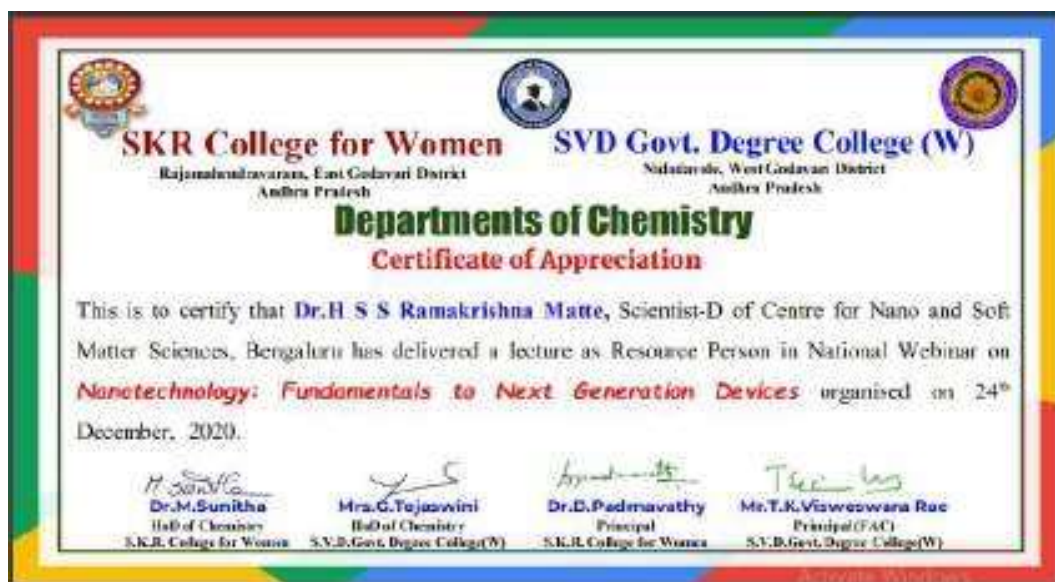 SKR College for Women
SVD Govt. Degree College (W)
Rajamahendravaram, East Godavari District
Nidadavole, West Godavari District
Andhra Pradesh
Andhra Pradesh
Departments of Chemistry
Certificate of Appreciation
This is to certify that Dr.H S S Ramakrishna Matte, Scientist-D of Centre for Nano and Soft
Matter Sciences, Bengaluru has delivered a lecture as Resource Person in National Webinar on
Nanotechnology: Fundamentals to Next Generation Devices organised on 24th
December, 2020.
Dr.M.Sunitha
Mrs.G.Tejaswini
Dr.D.Padmavathy
Mr.T.K.Visweswara Rao
HoD of Chemistry
HoD of Chemistry
Principal
Principal(FAC)
S.K.R. College for Women
S.V.D.Govt. Degree College(W)
S.K.R. College for Women
S.V.D.Govt. Degree College(W)
Activate Windows